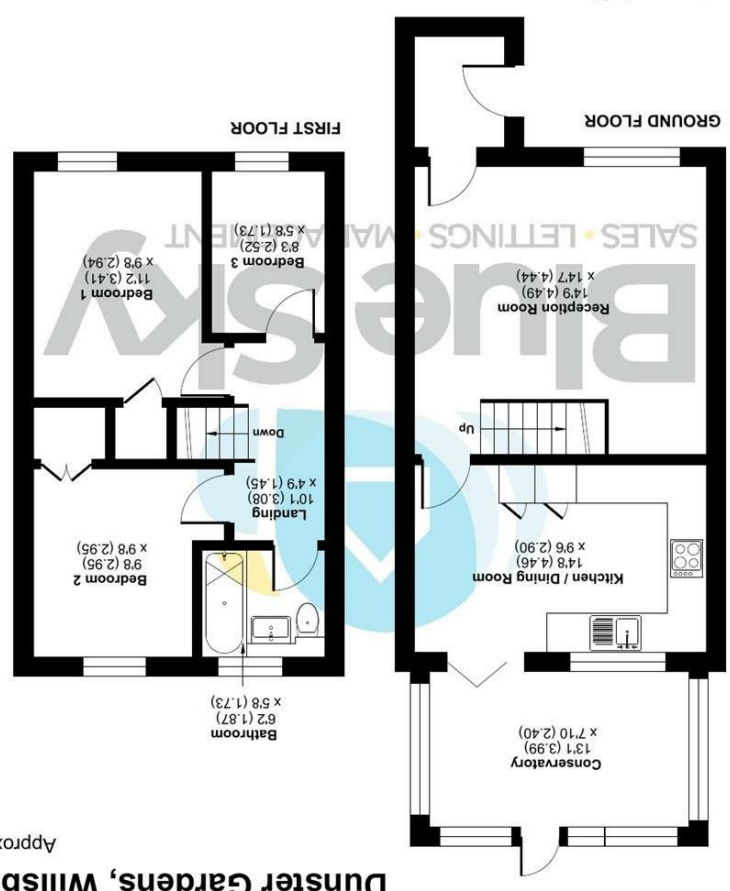 Dunster Gardens, Willsb
Approx
Conservatory
13'1 (3.99)
x 7'10 (2.40)
Kitchen / Dining Room
14'8 (4.46)
x 9'6 (2.90)
Up
Reception Room
14'9 (4.49)
x 14'7 (4.44)
GROUND FLOOR
Bathroom
6'2 (1.87)
x 5'8 (1.73)
Bedroom 2
9'8 (2.95)
x 9'8 (2.95)
Landing
10'1 (3.08)
x 4'9 (1.45)
Down
Bedroom 3
8'3 (2.52)
x 5'8 (1.73)
Bedroom 1
11'2 (3.41)
x 9'8 (2.94)
FIRST FLOOR
BlueSky
SALES • LETTINGS • MANAGEMENT